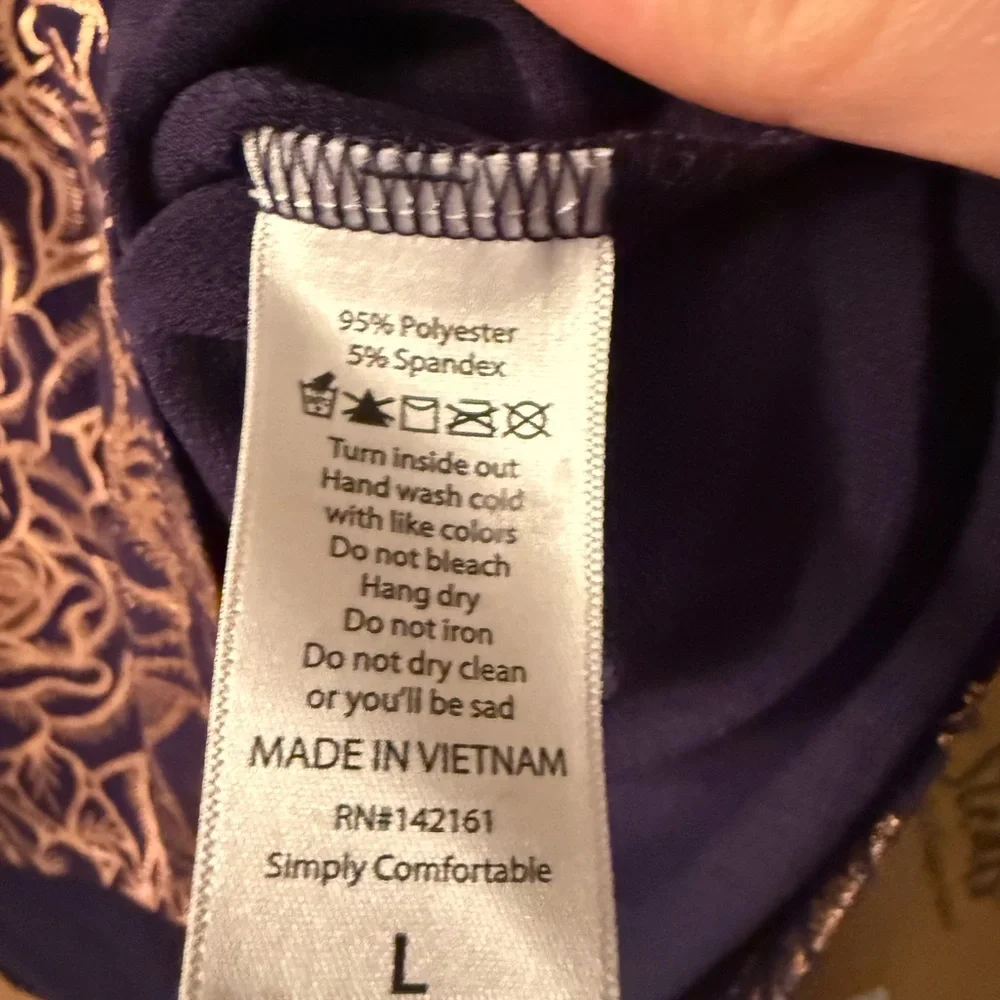 95% Polyester
5% Spandex
Turn inside out
Hand wash cold
with like colors
Do not bleach
Hang dry
Do not iron
Do not dry clean
or you'll be sad
MADE IN VIETNAM
RN#142161
Simply Comfortable
L